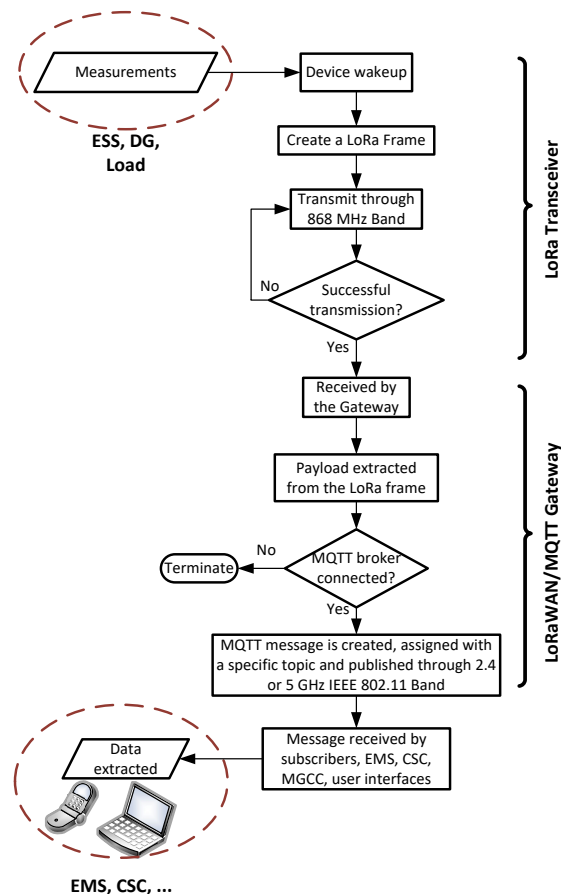 Measurements
Device wakeup
ESS, DG,
Load
Create a LoRa Frame
Transmit through
868 MHz Band
No
Successful
transmission?
Yes
LoRa Transceiver
Received by
the Gateway
Payload extracted
from the LoRa frame
Terminate
No
MQTT broker
connected?
Yes
MQTT message is created, assigned with
a specific topic and published through 2.4
or 5 GHz IEEE 802.11 Band
LoRaWAN/MQTT Gateway
Message received by
subscribers, EMS, CSC,
MGCC, user interfaces
Data
extracted
EMS, CSC, ...